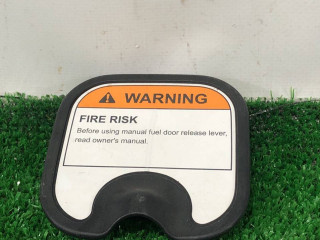 WARNING
FIRE RISK
Before using manual fuel door release lever,
read owner's manual.